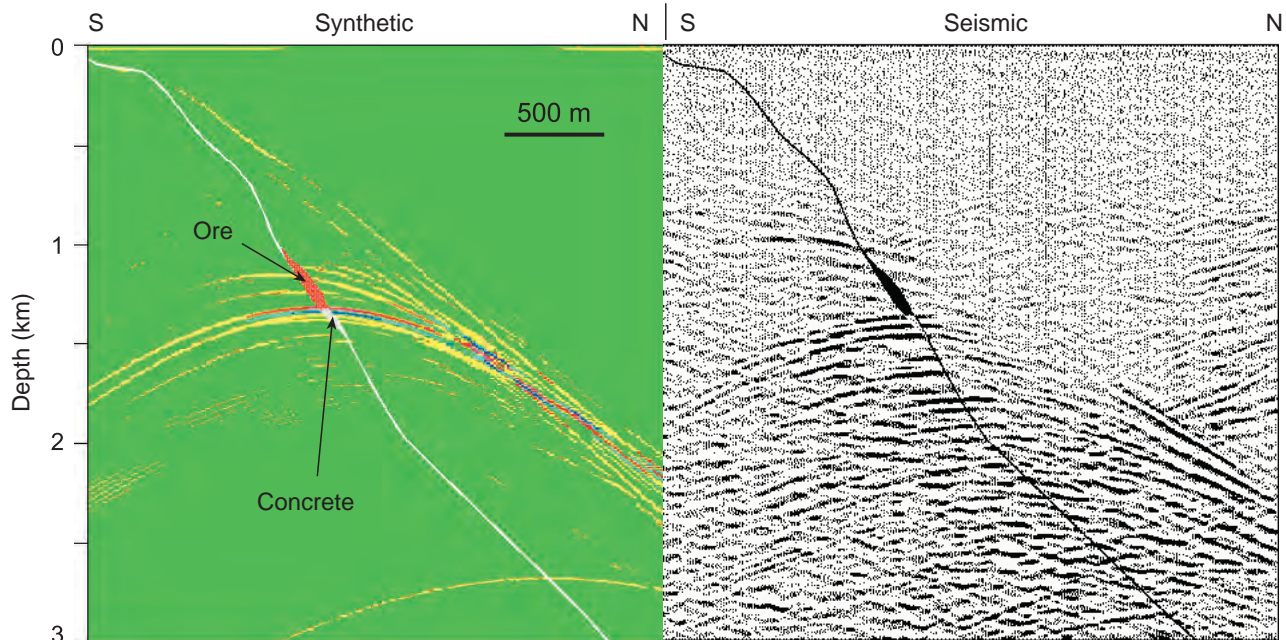 S Synthetic N S Seismic N
0
500 m
Ore
1
Depth (km)
2
Concrete
3